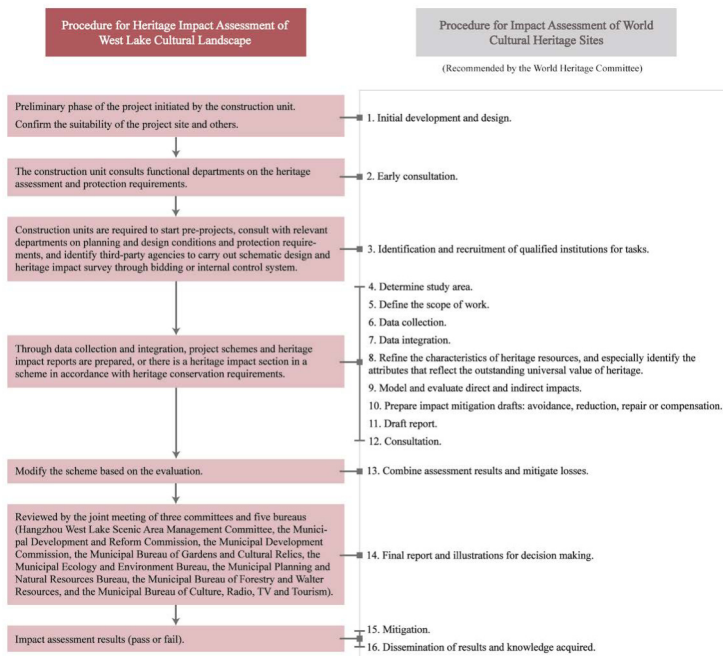 Procedure for Heritage Impact Assessment of
West Lake Cultural Landscape
Procedure for Impact Assessment of World
Cultural Heritage Sites
(Recommended by the World Heritage Committee)
Preliminary phase of the project initiated by the construction unit.
Confirm the suitability of the project site and others.
1. Initial development and design.
The construction unit consults functional departments on the heritage
assessment and protection requirements.
2. Early consultation.
Construction units are required to start pre-projects, consult with relevant
departments on planning and design conditions and protection require-
ments, and identify third-party agencies to carry out schematic design and
heritage impact survey through bidding or internal control system.
3. Identification and recruitment of qualified institutions for tasks.
Through data collection and integration, project schemes and heritage
impact reports are prepared, or there is a heritage impact section in a
scheme in accordance with heritage conservation requirements.
4. Determine study area.
5. Define the scope of work.
6. Data collection.
7. Data integration.
8. Refine the characteristics of heritage resources, and especially identify the
attributes that reflect the outstanding universal value of heritage.
9. Model and evaluate direct and indirect impacts.
10. Prepare impact mitigation drafts: avoidance, reduction, repair or compensation.
11. Draft report.
12. Consultation.
Modify the scheme based on the evaluation.
13. Combine assessment results and mitigate losses.
Reviewed by the joint meeting of three committees and five bureaus
(Hangzhou West Lake Scenic Area Management Committee, the Munici-
pal Development and Reform Commission, the Municipal Development
Commission, the Municipal Bureau of Gardens and Cultural Relics, the
Municipal Ecology and Environment Bureau, the Municipal Planning and
Natural Resources Bureau, the Municipal Bureau of Forestry and Walter
Resources, and the Municipal Bureau of Culture, Radio, TV and Tourism).
14. Final report and illustrations for decision making.
Impact assessment results (pass or fail).
15. Mitigation.
16. Dissemination of results and knowledge acquired.